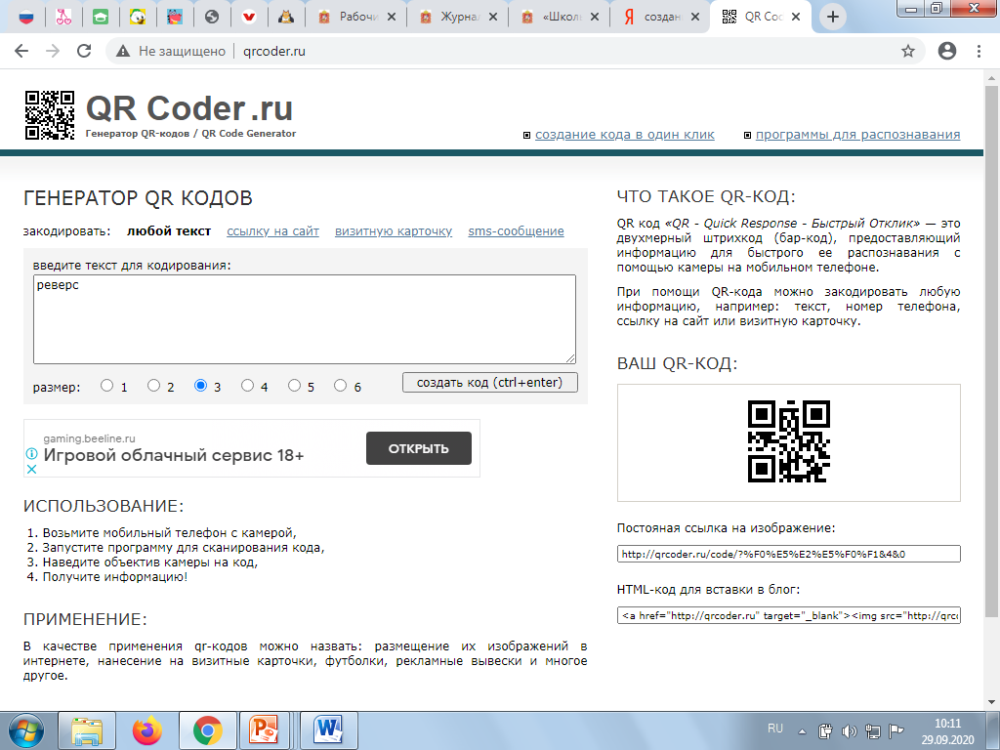 Рабочи
Журна
«Школ
создан
QR Coc
Не защищено
qrcoder.ru
QR Coder.ru
Генератор QR-кодов / QR Code Generator
создание кода в один клик
программы для распознавания
ГЕНЕРАТОР QR КОДОВ
закодировать: любой текст ссылку на сайт визитную карточку sms-сообщение
введите текст для кодирования:
реверс
размер: 1 2 3 4 5 6
создать код (ctrl+enter)
gaming.beeline.ru
Игровой облачный сервис 18+
ОТКРЫТЬ
ИСПОЛЬЗОВАНИЕ:
1. Возьмите мобильный телефон с камерой,
2. Запустите программу для сканирования кода,
3. Наведите объектив камеры на код,
4. Получите информацию!
ПРИМЕНЕНИЕ:
В качестве применения qr-кодов можно назвать: размещение их изображений в
интернете, нанесение на визитные карточки, футболки, рекламные вывески и многое
другое.
ЧТО ТАКОЕ QR-КОД:
QR код «QR - Quick Response - Быстрый Отклик» — это
двухмерный штрихкод (бар-код), предоставляющий
информацию для быстрого ее распознавания с
помощью камеры на мобильном телефоне.
При помощи QR-кода можно закодировать любую
информацию, например: текст, номер телефона,
ссылку на сайт или визитную карточку.
ВАШ QR-КОД:
Постояная ссылка на изображение:
http://qrcoder.ru/code/?%F0%E5%E2%E5%F0%F1&4&0
HTML-код для вставки в блог:
<a href="http://qrcoder.ru" target="_blank"><img src="http://qrco
RU
10:11
29.09.2020